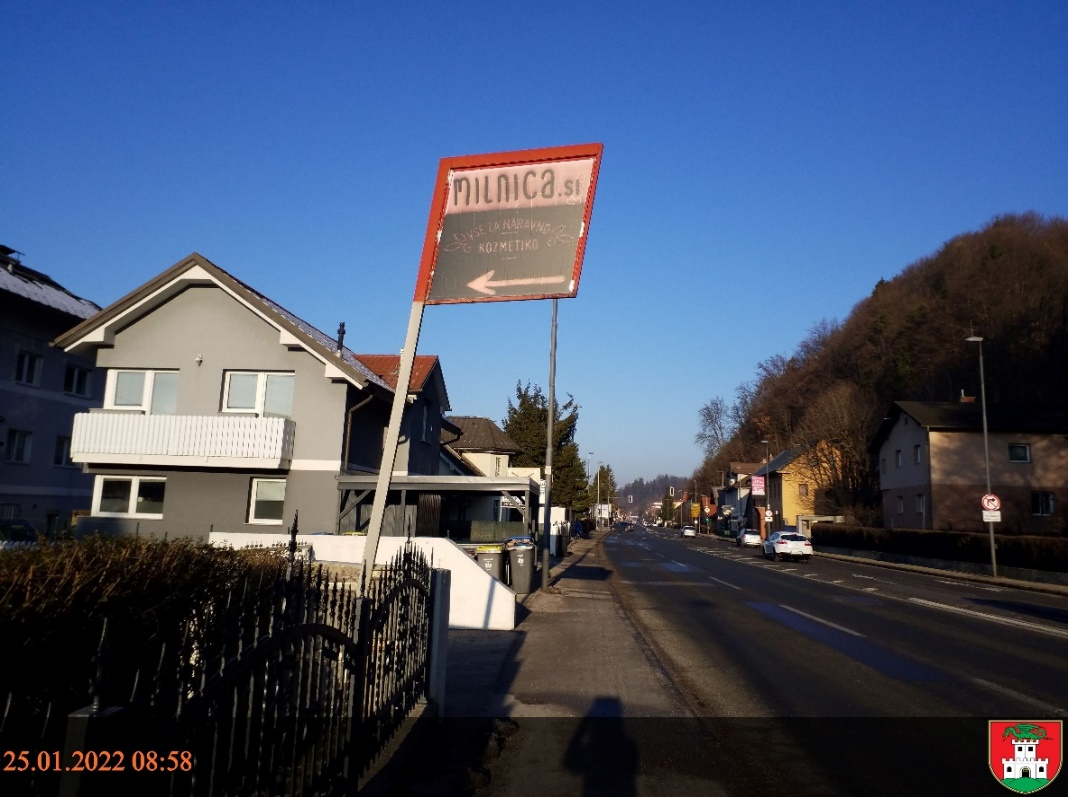 MILNICA.SI
VSE ZA NARAVNO
KOZMETIKO
25.01.2022 08:58